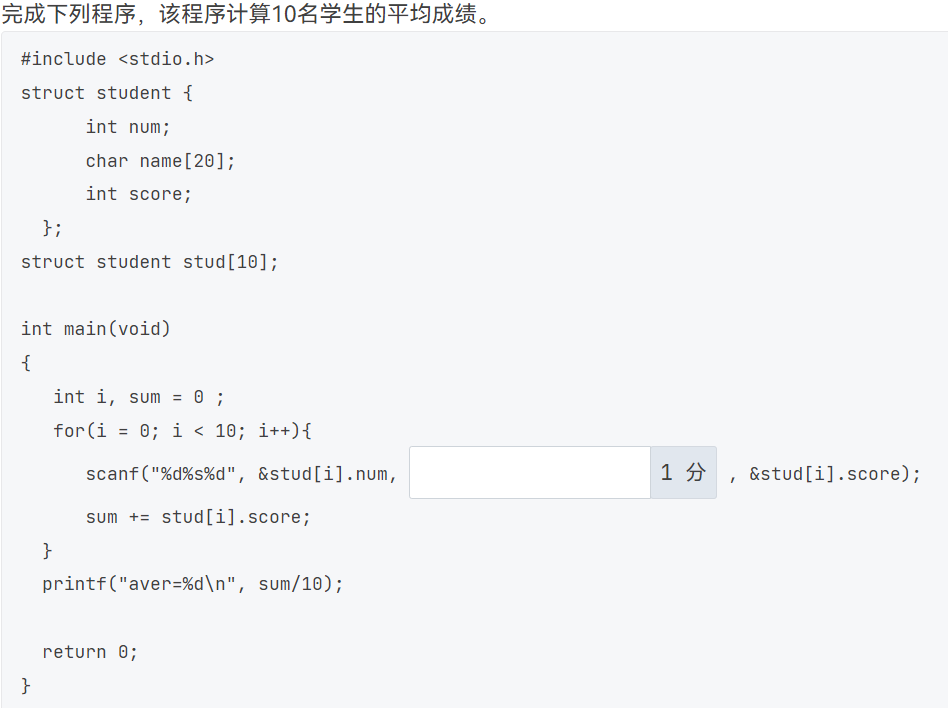 完成下列程序，该程序计算10名学生的平均成绩。
#include <stdio.h>
struct student {
int num;
char name[20];
int score;
};
struct student stud[10];
int main(void)
{
int i, sum = 0 ;
for(i = 0; i < 10; i++){
scanf("%d%s%d", &stud[i].num, 1 分 , &stud[i].score);
sum += stud[i].score;
}
printf("aver=%d\n", sum/10);
return 0;
}